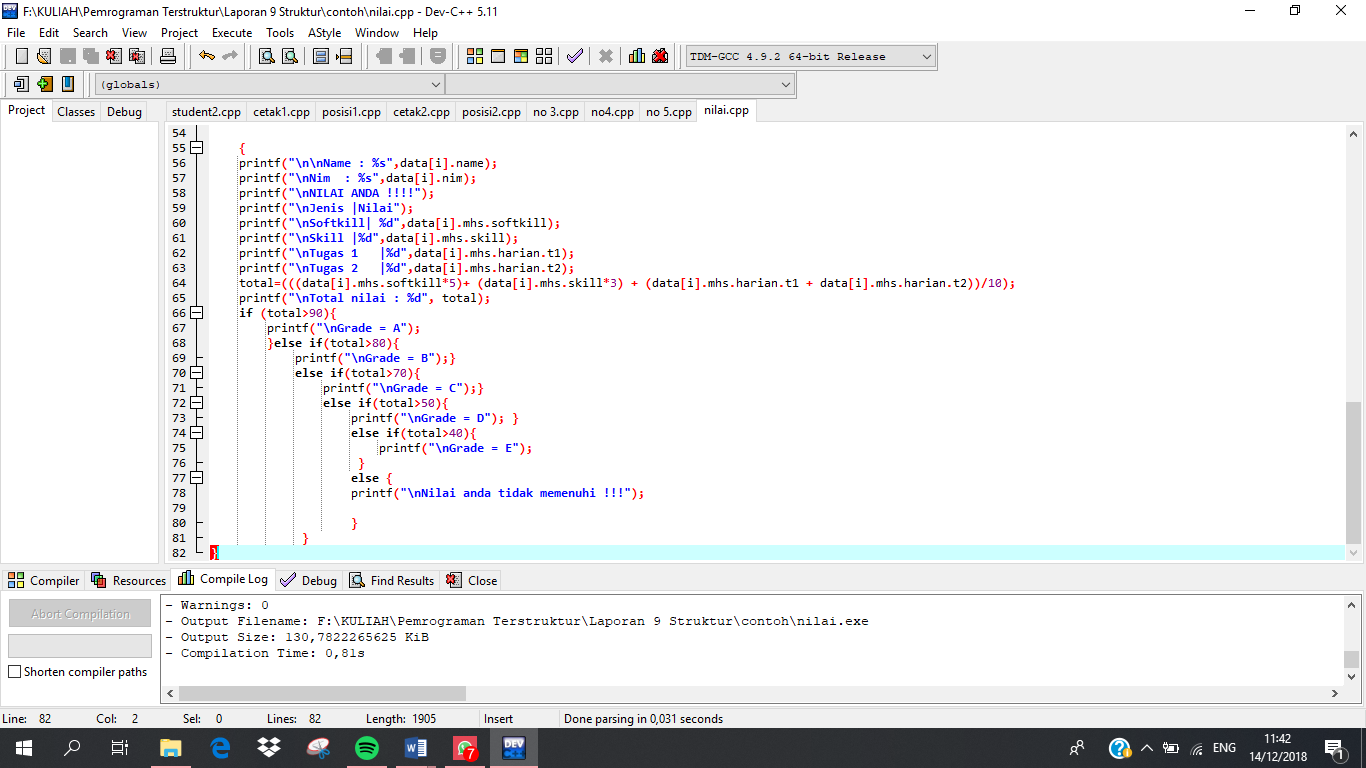 F:\KULIAH\Pemrograman Terstruktur\Laporan 9 Struktur\contoh\nilai.cpp - Dev-C++ 5.11
File Edit Search View Project Execute Tools AStyle Window Help
TDM-GCC 4.9.2 64-bit Release
(globals)
Project Classes Debug student2.cpp cetak1.cpp posisi1.cpp cetak2.cpp posisi2.cpp no 3.cpp no4.cpp no 5.cpp nilai.cpp
54
55 {
56 printf("\n\nName : %s",data[i].name);
57 printf("\nNim  : %s",data[i].nim);
58 printf("\nNILAI ANDA !!!!");
59 printf("\nJenis |Nilai");
60 printf("\nSoftkill| %d",data[i].mhs.softkill);
61 printf("\nSkill |%d",data[i].mhs.skill);
62 printf("\nTugas 1   |%d",data[i].mhs.harian.t1);
63 printf("\nTugas 2   |%d",data[i].mhs.harian.t2);
64 total=(((data[i].mhs.softkill*5)+ (data[i].mhs.skill*3) + (data[i].mhs.harian.t1 + data[i].mhs.harian.t2))/10);
65 printf("\nTotal nilai : %d", total);
66 if (total>90){
67 printf("\nGrade = A");
68 }else if(total>80){
69 printf("\nGrade = B");}
70 else if(total>70){
71 printf("\nGrade = C");}
72 else if(total>50){
73 printf("\nGrade = D"); }
74 else if(total>40){
75 printf("\nGrade = E");
76 }
77 else {
78 printf("\nNilai anda tidak memenuhi !!!");
79
80 }
81 }
82 }
Compiler Resources Compile Log Debug Find Results Close
Abort Compilation
Shorten compiler paths
- Warnings: 0
- Output Filename: F:\KULIAH\Pemrograman Terstruktur\Laporan 9 Struktur\contoh\nilai.exe
- Output Size: 130,7822265625 KiB
- Compilation Time: 0,81s
Line: 82 Col: 2 Sel: 0 Lines: 82 Length: 1905 Insert Done parsing in 0,031 seconds
7
DEV
ENG
11:42
14/12/2018
1